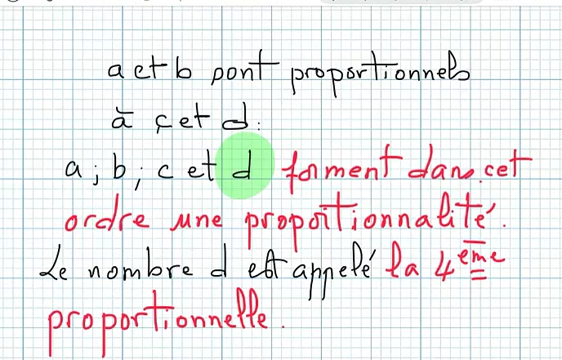 a et b sont proportionnels
à c et d.
a ; b ; c et d forment dans cet
ordre une proportionnalité.
Le nombre d est appelé la 4ème
proportionnelle.